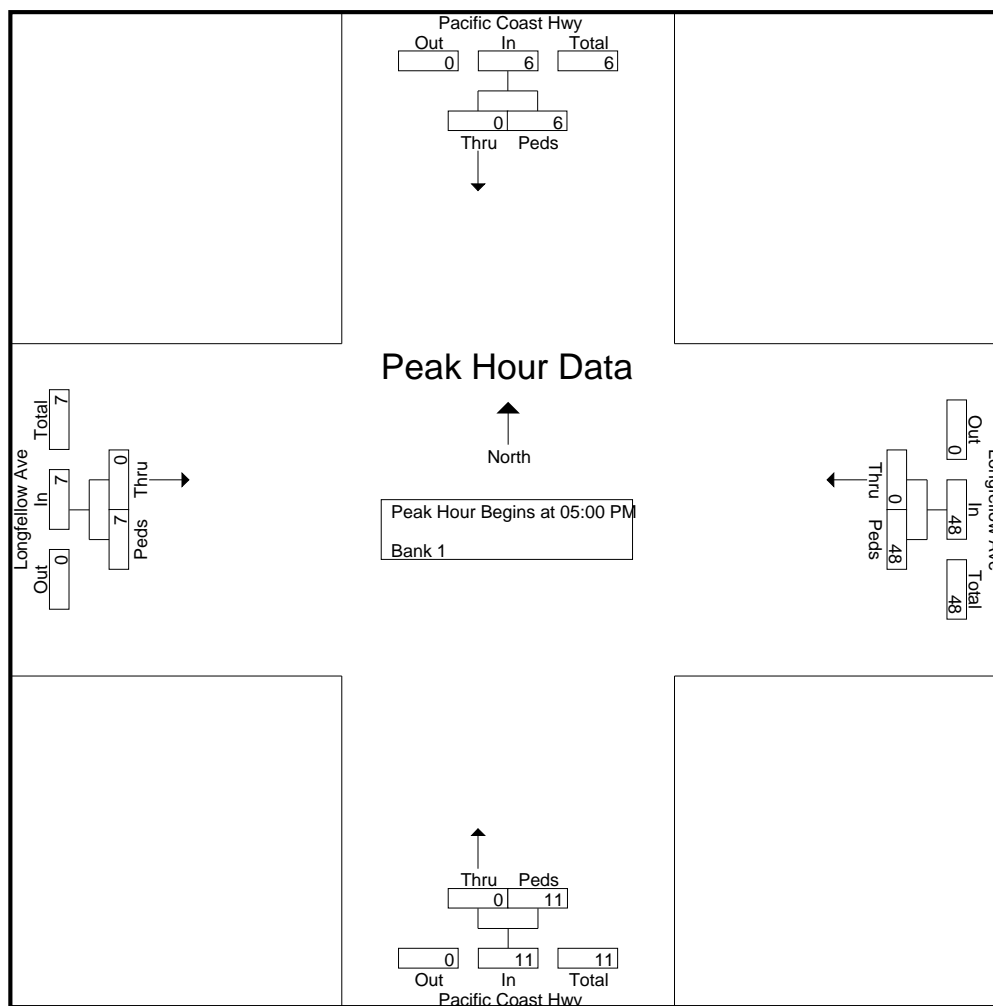 Pacific Coast Hwy
Out In Total
0 6 6
0 6
Thru Peds
Peak Hour Data
North
Peak Hour Begins at 05:00 PM
Bank 1
Longfellow Ave
Out In Total
0 7 7
7 0
Peds Thru
Longfellow Ave
Out In Total
0 48 48
0 48
Thru Peds
Thru Peds
0 11
0 11 11
Out In Total
Pacific Coast Hwy